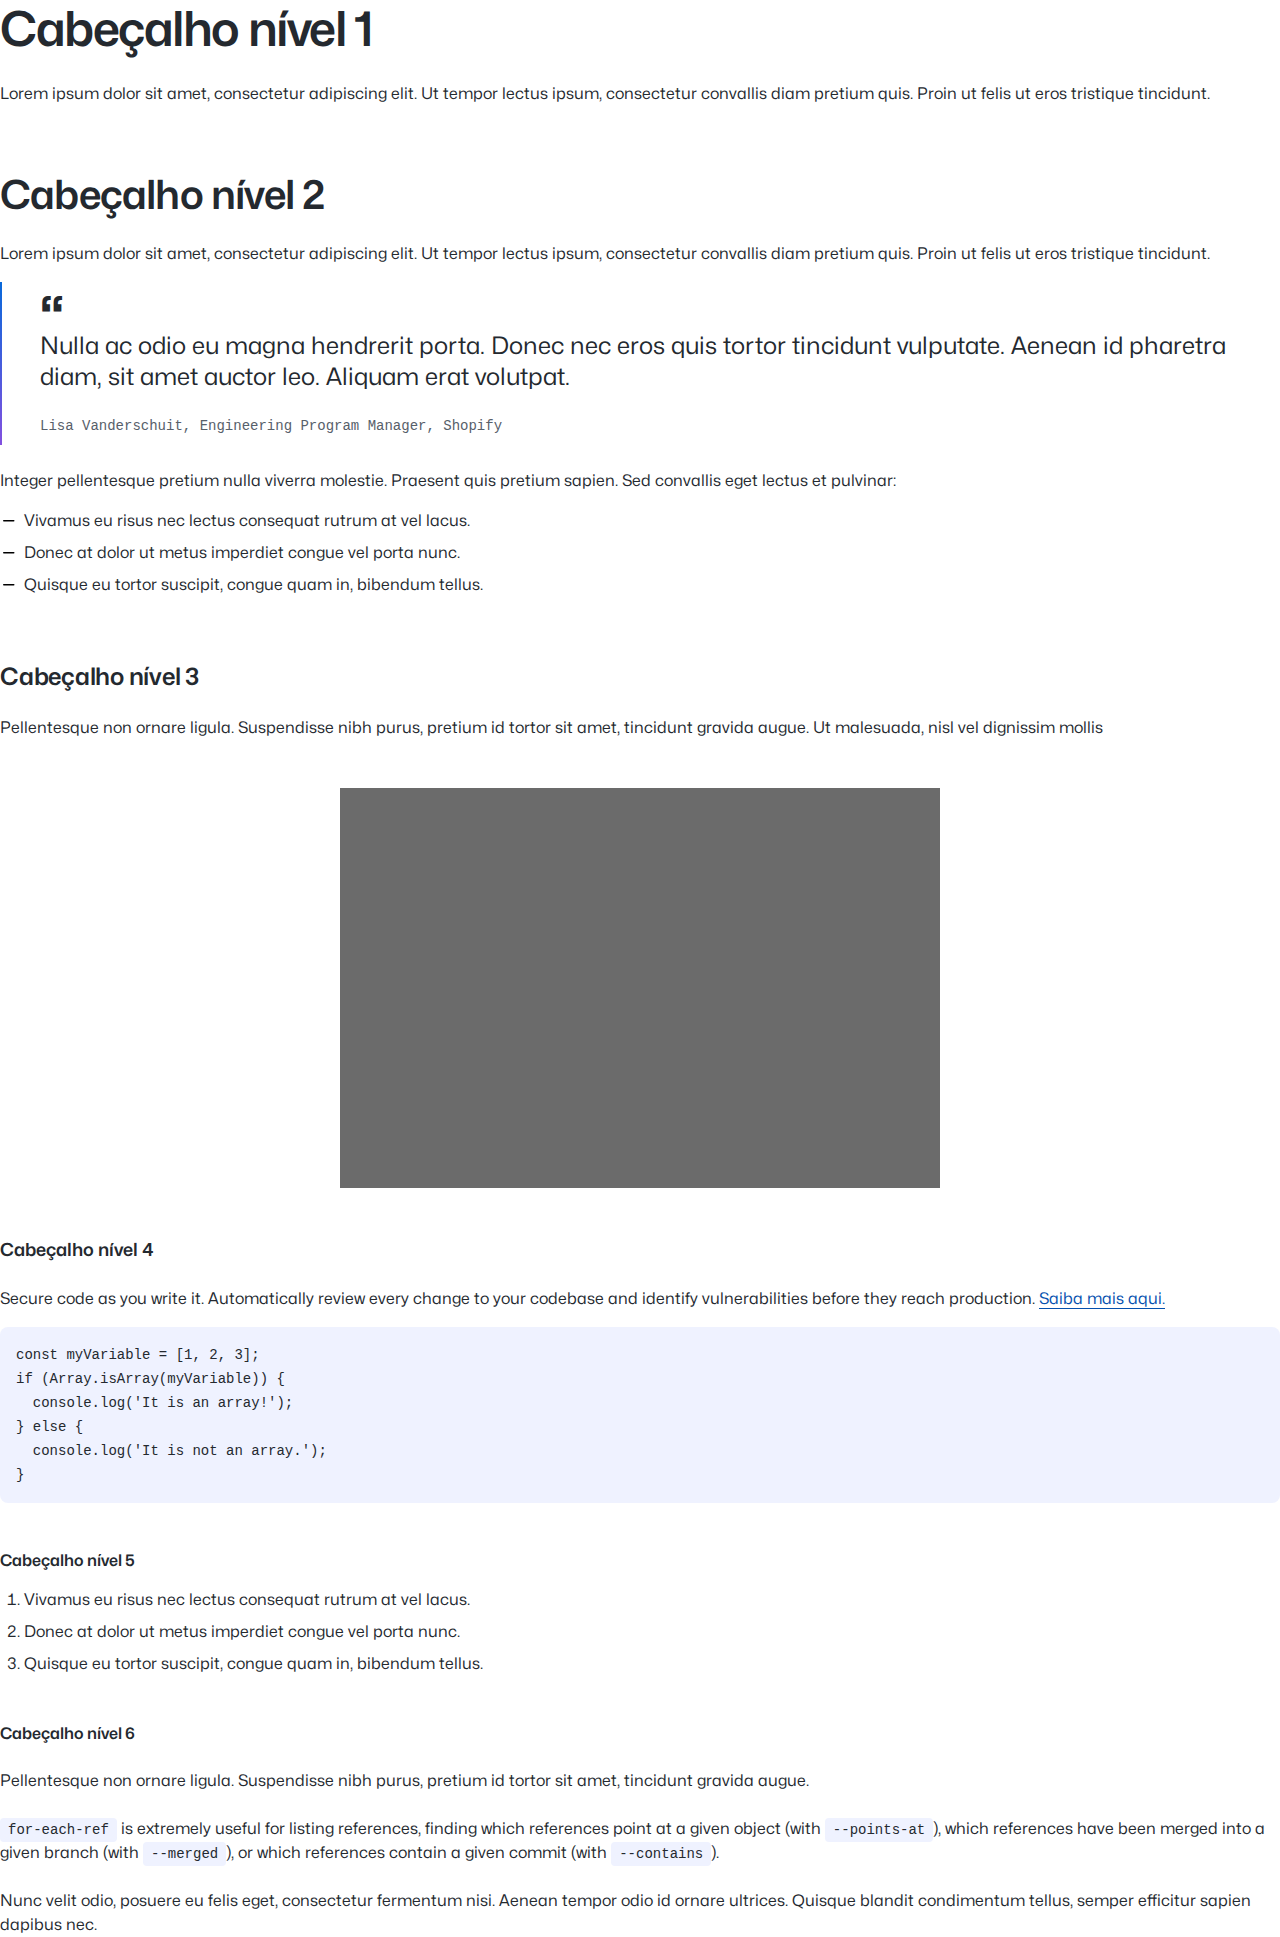 Cabeçalho nível 1
Lorem ipsum dolor sit amet, consectetur adipiscing elit. Ut tempor lectus ipsum, consectetur convallis diam pretium quis. Proin ut felis ut eros tristique tincidunt.
Cabeçalho nível 2
Lorem ipsum dolor sit amet, consectetur adipiscing elit. Ut tempor lectus ipsum, consectetur convallis diam pretium quis. Proin ut felis ut eros tristique tincidunt.
“
Nulla ac odio eu magna hendrerit porta. Donec nec eros quis tortor tincidunt vulputate. Aenean id pharetra
diam, sit amet auctor leo. Aliquam erat volutpat.
Lisa Vanderschuit, Engineering Program Manager, Shopify
Integer pellentesque pretium nulla viverra molestie. Praesent quis pretium sapien. Sed convallis eget lectus et pulvinar:
— Vivamus eu risus nec lectus consequat rutrum at vel lacus.
— Donec at dolor ut metus imperdiet congue vel porta nunc.
— Quisque eu tortor suscipit, congue quam in, bibendum tellus.
Cabeçalho nível 3
Pellentesque non ornare ligula. Suspendisse nibh purus, pretium id tortor sit amet, tincidunt gravida augue. Ut malesuada, nisl vel dignissim mollis
Cabeçalho nível 4
Secure code as you write it. Automatically review every change to your codebase and identify vulnerabilities before they reach production. Saiba mais aqui.
const myVariable = [1, 2, 3];
if (Array.isArray(myVariable)) {
  console.log('It is an array!');
} else {
  console.log('It is not an array.');
}
Cabeçalho nível 5
1. Vivamus eu risus nec lectus consequat rutrum at vel lacus.
2. Donec at dolor ut metus imperdiet congue vel porta nunc.
3. Quisque eu tortor suscipit, congue quam in, bibendum tellus.
Cabeçalho nível 6
Pellentesque non ornare ligula. Suspendisse nibh purus, pretium id tortor sit amet, tincidunt gravida augue.
for-each-ref is extremely useful for listing references, finding which references point at a given object (with --points-at), which references have been merged into a
given branch (with --merged), or which references contain a given commit (with --contains).
Nunc velit odio, posuere eu felis eget, consectetur fermentum nisi. Aenean tempor odio id ornare ultrices. Quisque blandit condimentum tellus, semper efficitur sapien
dapibus nec.